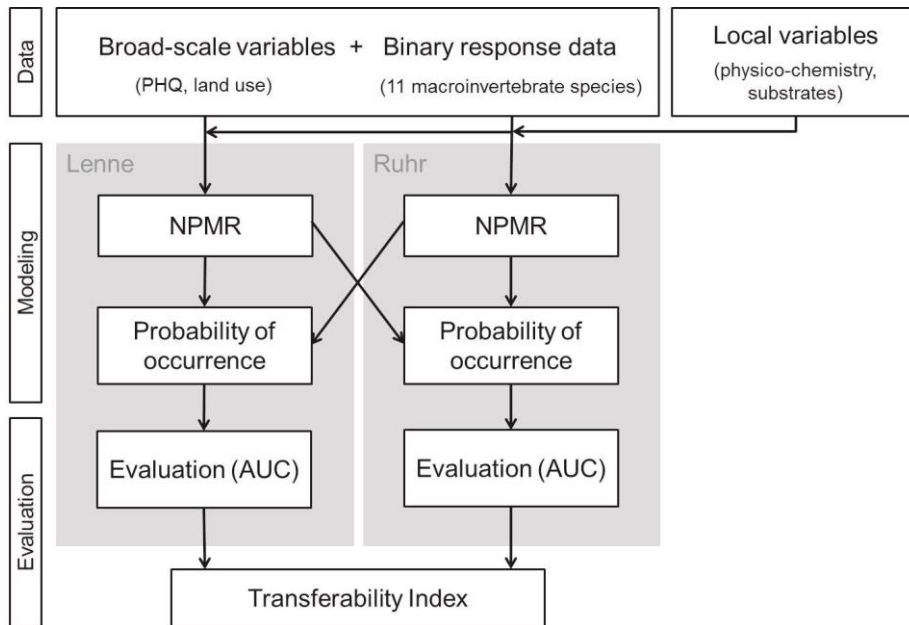 Data
Broad-scale variables + Binary response data
(PHQ, land use)
(11 macroinvertebrate species)
Local variables
(physico-chemistry,
substrates)
Modeling
Lenne
Ruhr
NPMR
NPMR
Probability of
occurrence
Probability of
occurrence
Evaluation
Evaluation (AUC)
Evaluation (AUC)
Transferability Index